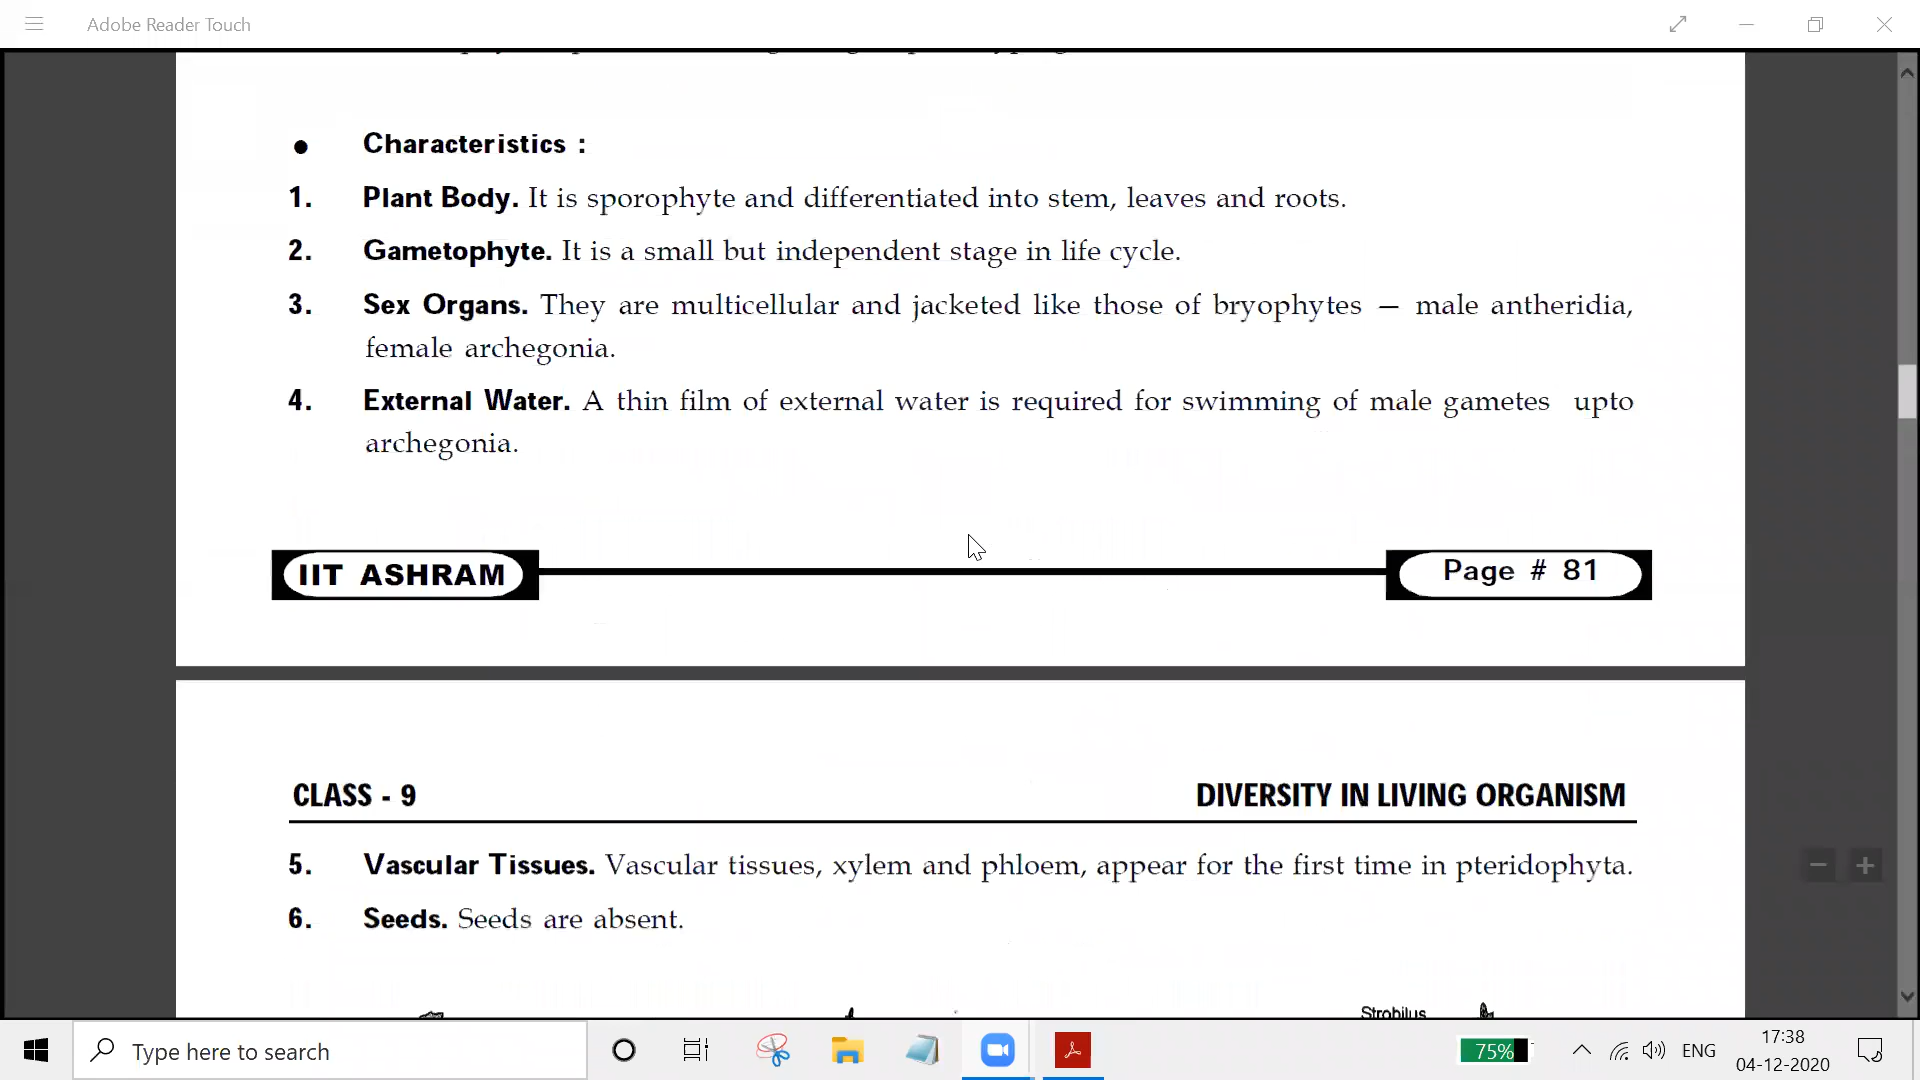 Adobe Reader Touch
● Characteristics :
1. Plant Body. It is sporophyte and differentiated into stem, leaves and roots.
2. Gametophyte. It is a small but independent stage in life cycle.
3. Sex Organs. They are multicellular and jacketed like those of bryophytes — male antheridia,
female archegonia.
4. External Water. A thin film of external water is required for swimming of male gametes upto
archegonia.
IIT ASHRAM
Page # 81
CLASS - 9
DIVERSITY IN LIVING ORGANISM
5. Vascular Tissues. Vascular tissues, xylem and phloem, appear for the first time in pteridophyta.
6. Seeds. Seeds are absent.
Strobilus
Type here to search
75%
ENG
17:38
04-12-2020